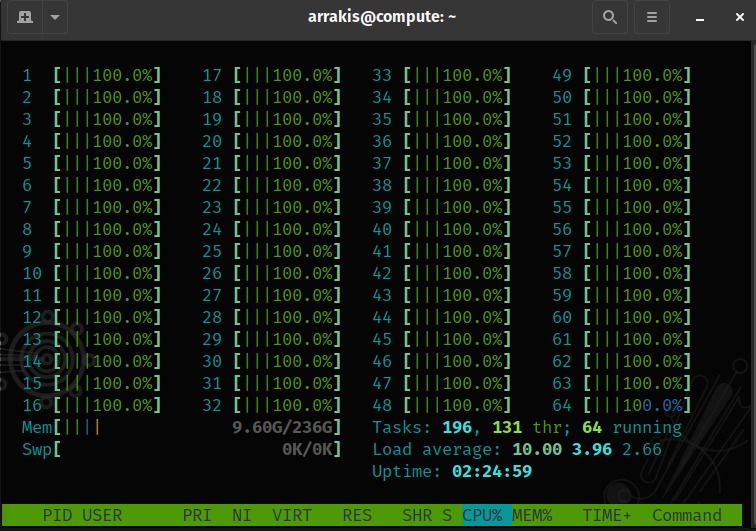 arrakis@compute: ~
1 [|||100.0%] 17 [|||100.0%] 33 [|||100.0%] 49 [|||100.0%]
2 [|||100.0%] 18 [|||100.0%] 34 [|||100.0%] 50 [|||100.0%]
3 [|||100.0%] 19 [|||100.0%] 35 [|||100.0%] 51 [|||100.0%]
4 [|||100.0%] 20 [|||100.0%] 36 [|||100.0%] 52 [|||100.0%]
5 [|||100.0%] 21 [|||100.0%] 37 [|||100.0%] 53 [|||100.0%]
6 [|||100.0%] 22 [|||100.0%] 38 [|||100.0%] 54 [|||100.0%]
7 [|||100.0%] 23 [|||100.0%] 39 [|||100.0%] 55 [|||100.0%]
8 [|||100.0%] 24 [|||100.0%] 40 [|||100.0%] 56 [|||100.0%]
9 [|||100.0%] 25 [|||100.0%] 41 [|||100.0%] 57 [|||100.0%]
10 [|||100.0%] 26 [|||100.0%] 42 [|||100.0%] 58 [|||100.0%]
11 [|||100.0%] 27 [|||100.0%] 43 [|||100.0%] 59 [|||100.0%]
12 [|||100.0%] 28 [|||100.0%] 44 [|||100.0%] 60 [|||100.0%]
13 [|||100.0%] 29 [|||100.0%] 45 [|||100.0%] 61 [|||100.0%]
14 [|||100.0%] 30 [|||100.0%] 46 [|||100.0%] 62 [|||100.0%]
15 [|||100.0%] 31 [|||100.0%] 47 [|||100.0%] 63 [|||100.0%]
16 [|||100.0%] 32 [|||100.0%] 48 [|||100.0%] 64 [|||100.0%]
Mem[|||| 9.60G/236G] Tasks: 196, 131 thr; 64 running
Swp[ 0K/0K] Load average: 10.00 3.96 2.66
Uptime: 02:24:59
PID USER PRI NI VIRT RES SHR S CPU% MEM% TIME+ Command